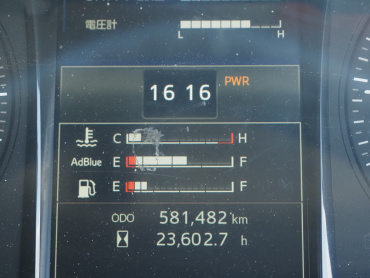 電圧計
L H
16 16 PWR
C H
AdBlue E F
E F
ODO 581,482 km
23,602.7 h